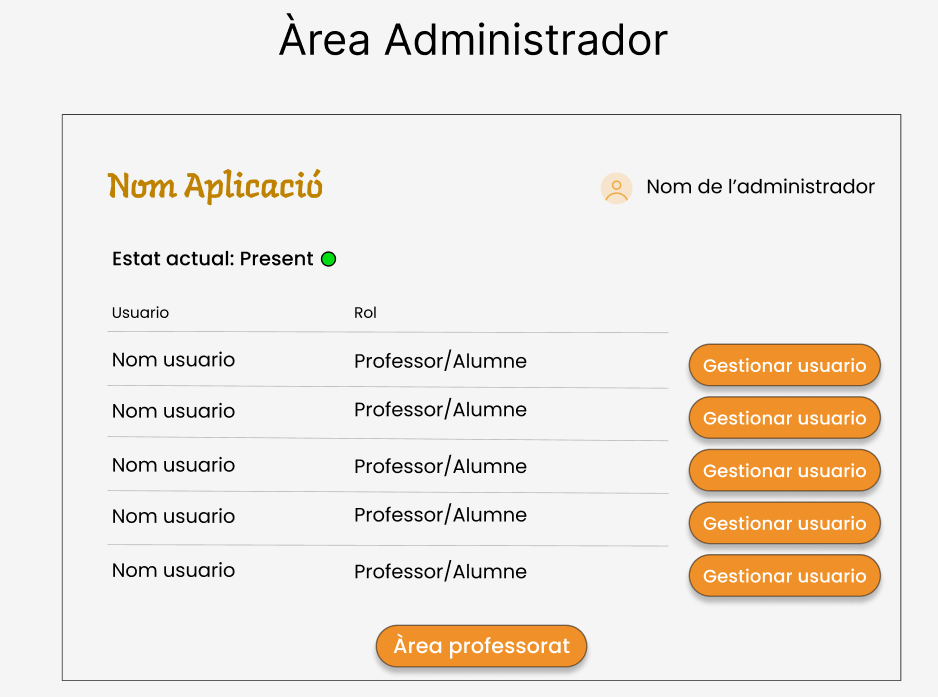 Àrea Administrador
Nom Aplicació
Nom de l’administrador
Estat actual: Present
Usuario Rol
Nom usuario Professor/Alumne Gestionar usuario
Nom usuario Professor/Alumne Gestionar usuario
Nom usuario Professor/Alumne Gestionar usuario
Nom usuario Professor/Alumne Gestionar usuario
Nom usuario Professor/Alumne Gestionar usuario
Àrea professorat